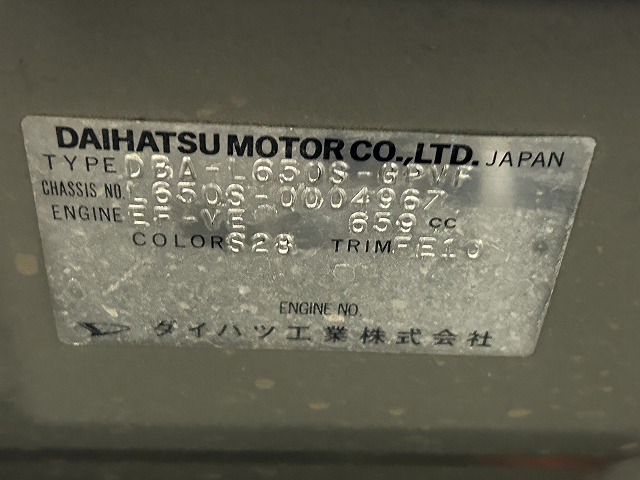 DAIHATSU MOTOR CO.,LTD. JAPAN
TYPE DBA-L650S-GPVF
CHASSIS NO. L650S-0004967
ENGINE EF-VE 659 CC
COLOR S28 TRIM FE10
ENGINE NO.
ダイハツ工業株式会社